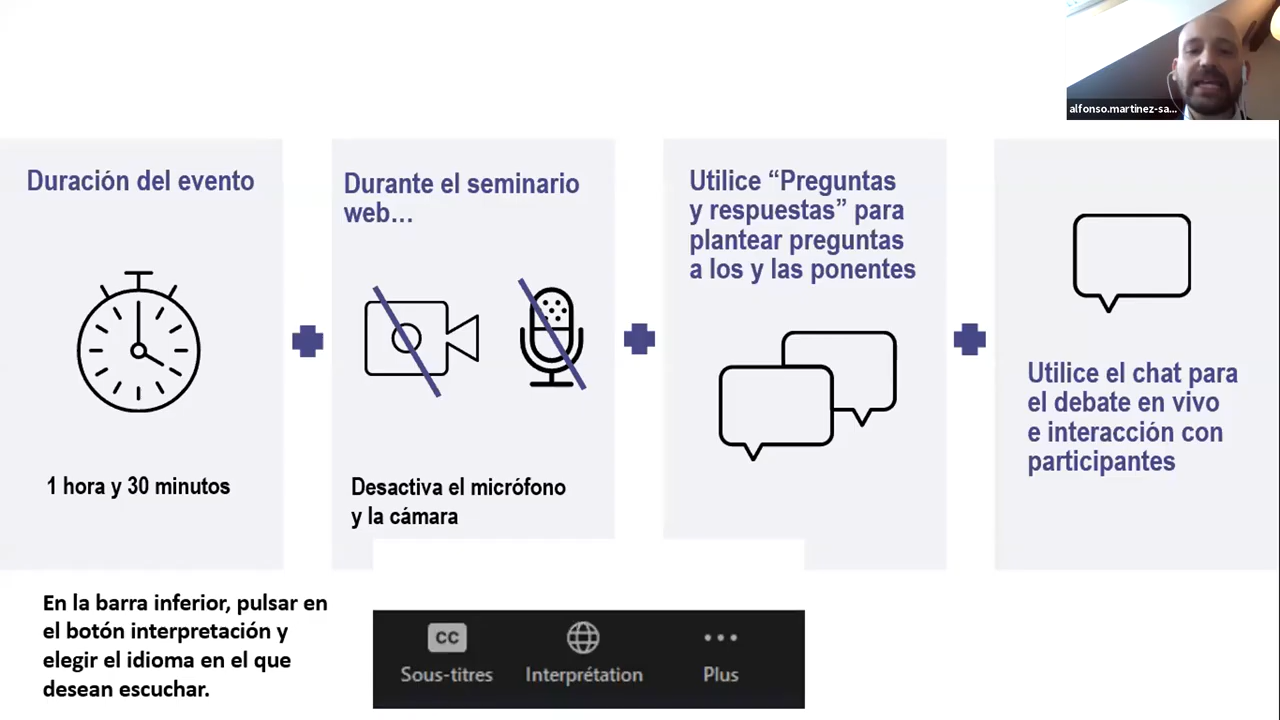 alfonso.martinez-sa...
Duración del evento
1 hora y 30 minutos
Durante el seminario
web...
Desactiva el micrófono
y la cámara
Utilice “Preguntas
y respuestas” para
plantear preguntas
a los y las ponentes
Utilice el chat para
el debate en vivo
e interacción con
participantes
En la barra inferior, pulsar en
el botón interpretación y
elegir el idioma en el que
desean escuchar.
CC
Sous-titres
Interprétation
Plus